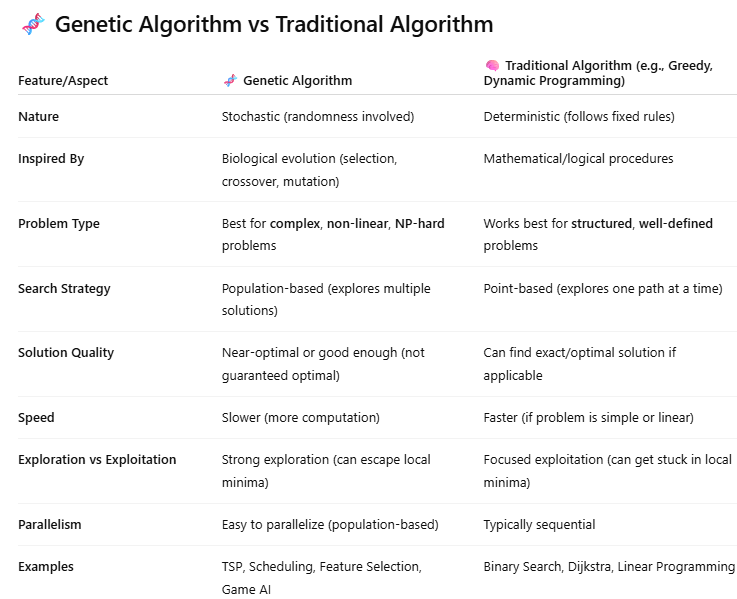 🧬 Genetic Algorithm vs Traditional Algorithm
Feature/Aspect
🧬 Genetic Algorithm
🧠 Traditional Algorithm (e.g., Greedy,
Dynamic Programming)
Nature
Stochastic (randomness involved)
Deterministic (follows fixed rules)
Inspired By
Biological evolution (selection,
crossover, mutation)
Mathematical/logical procedures
Problem Type
Best for complex, non-linear, NP-hard
problems
Works best for structured, well-defined
problems
Search Strategy
Population-based (explores multiple
solutions)
Point-based (explores one path at a time)
Solution Quality
Near-optimal or good enough (not
guaranteed optimal)
Can find exact/optimal solution if
applicable
Speed
Slower (more computation)
Faster (if problem is simple or linear)
Exploration vs Exploitation
Strong exploration (can escape local
minima)
Focused exploitation (can get stuck in local
minima)
Parallelism
Easy to parallelize (population-based)
Typically sequential
Examples
TSP, Scheduling, Feature Selection,
Game AI
Binary Search, Dijkstra, Linear Programming